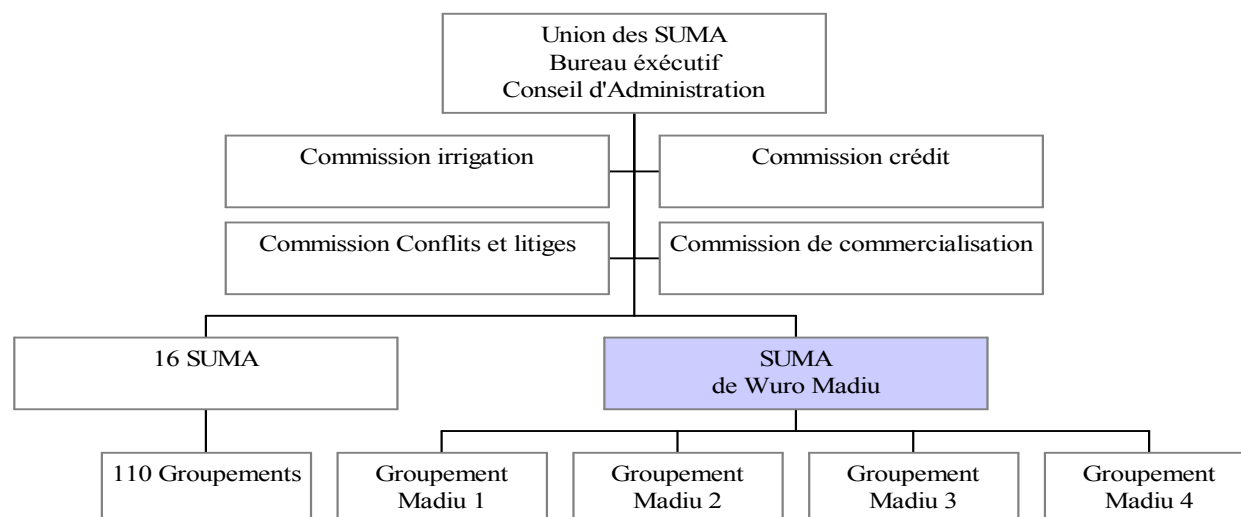 Union des SUMA
Bureau éxécutif
Conseil d'Administration
Commission irrigation
Commission crédit
Commission Conflits et litiges
Commission de commercialisation
16 SUMA
SUMA
de Wuro Madiu
110 Groupements
Groupement
Madiu 1
Groupement
Madiu 2
Groupement
Madiu 3
Groupement
Madiu 4